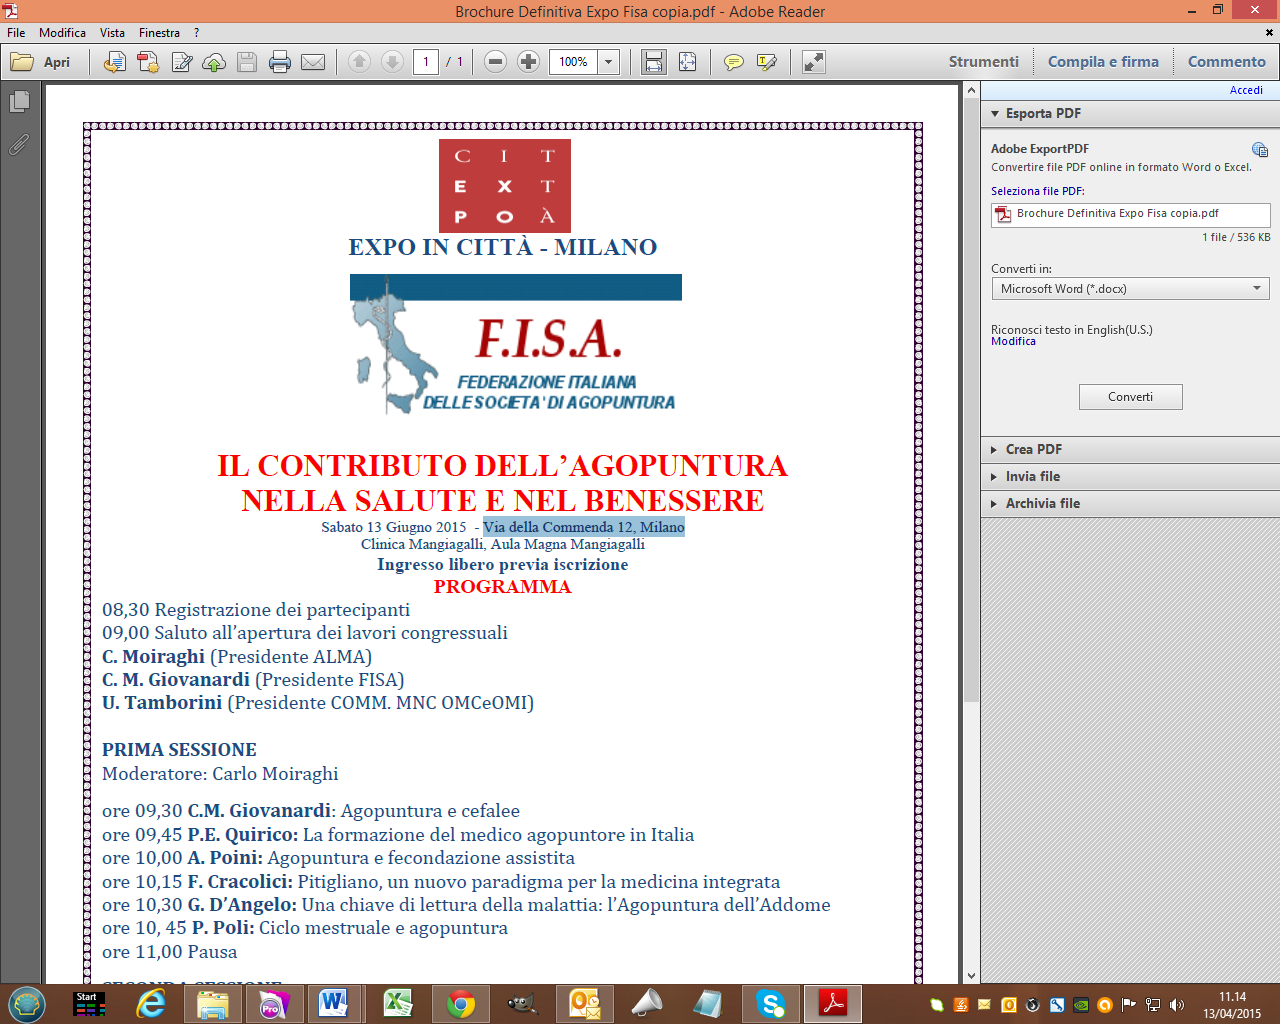 Brochure Definitiva Expo Fisa copia.pdf - Adobe Reader
File Modifica Vista Finestra ?
Apri 1 / 1 100% Strumenti Compila e firma Commento
Accedi
Esporta PDF
Adobe ExportPDF
Convertire file PDF online in formato Word o Excel.
Seleziona file PDF:
Brochure Definitiva Expo Fisa copia.pdf
1 file / 536 KB
Converti in:
Microsoft Word (*.docx)
Riconosci testo in English(U.S.)
Modifica
Converti
Crea PDF
Invia file
Archivia file
C I T
E X T
P O À
EXPO IN CITTÀ - MILANO
F.I.S.A.
FEDERAZIONE ITALIANA
DELLE SOCIETA' DI AGOPUNTURA
IL CONTRIBUTO DELL’AGOPUNTURA
NELLA SALUTE E NEL BENESSERE
Sabato 13 Giugno 2015 - Via della Commenda 12, Milano
Clinica Mangiagalli, Aula Magna Mangiagalli
Ingresso libero previa iscrizione
PROGRAMMA
08,30 Registrazione dei partecipanti
09,00 Saluto all’apertura dei lavori congressuali
C. Moiraghi (Presidente ALMA)
C. M. Giovanardi (Presidente FISA)
U. Tamborini (Presidente COMM. MNC OMCeOMI)
PRIMA SESSIONE
Moderatore: Carlo Moiraghi
ore 09,30 C.M. Giovanardi: Agopuntura e cefalee
ore 09,45 P.E. Quirico: La formazione del medico agopuntore in Italia
ore 10,00 A. Poini: Agopuntura e fecondazione assistita
ore 10,15 F. Cracolici: Pitigliano, un nuovo paradigma per la medicina integrata
ore 10,30 G. D’Angelo: Una chiave di lettura della malattia: l’Agopuntura dell’Addome
ore 10, 45 P. Poli: Ciclo mestruale e agopuntura
ore 11,00 Pausa
SECONDA SESSIONE
Start
Pro
11.14
13/04/2015